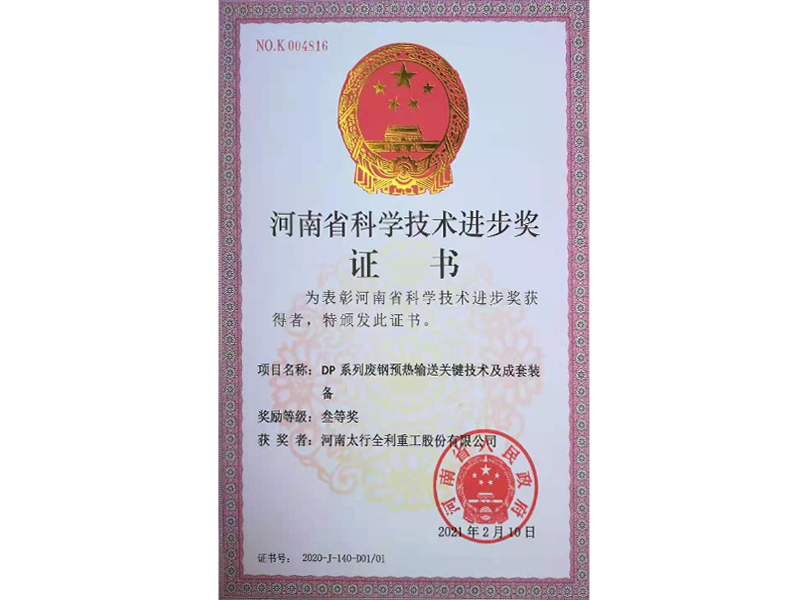 NO.K 004816
河南省科学技术进步奖
证 书
为表彰河南省科学技术进步奖获
得者，特颁发此证书。
项目名称：DP 系列废钢预热输送关键技术及成套装
备
奖励等级：叁等奖
获 奖 者：河南太行全利重工股份有限公司
河南省人民政府
2021 年 2 月 10 日
证书号： 2020-J-140-D01/01